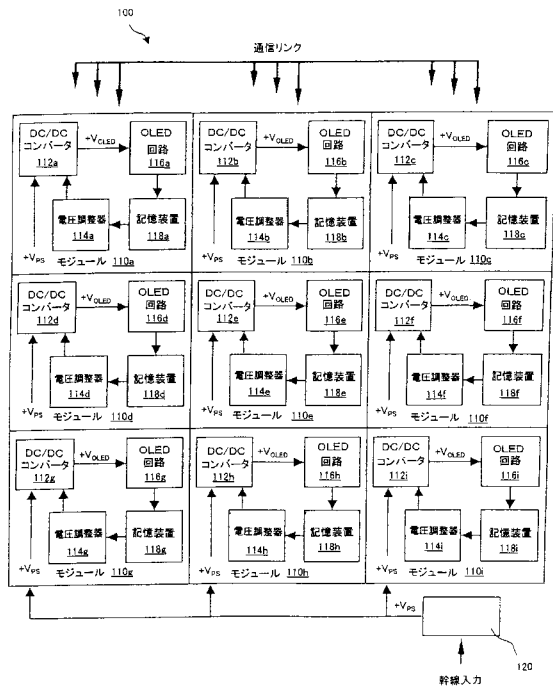 100
通信リンク
DC/DC
コンバータ
112a
+VOLED
OLED
回路
116a
電圧調整器
114a
記憶装置
118a
+VPS
モジュール 110a
DC/DC
コンバータ
112b
+VOLED
OLED
回路
116b
電圧調整器
114b
記憶装置
118b
+VPS
モジュール 110b
DC/DC
コンバータ
112c
+VOLED
OLED
回路
116c
電圧調整器
114c
記憶装置
118c
+VPS
モジュール 110c
DC/DC
コンバータ
112d
+VOLED
OLED
回路
116d
電圧調整器
114d
記憶装置
118d
+VPS
モジュール 110d
DC/DC
コンバータ
112e
+VOLED
OLED
回路
116e
電圧調整器
114e
記憶装置
118e
+VPS
モジュール 110e
DC/DC
コンバータ
112f
+VOLED
OLED
回路
116f
電圧調整器
114f
記憶装置
118f
+VPS
モジュール 110f
DC/DC
コンバータ
112g
+VOLED
OLED
回路
116g
電圧調整器
114g
記憶装置
118g
+VPS
モジュール 110g
DC/DC
コンバータ
112h
+VOLED
OLED
回路
116h
電圧調整器
114h
記憶装置
118h
+VPS
モジュール 110h
DC/DC
コンバータ
112i
+VOLED
OLED
回路
116i
電圧調整器
114i
記憶装置
118i
+VPS
モジュール 110i
+VPS
120
幹線入力